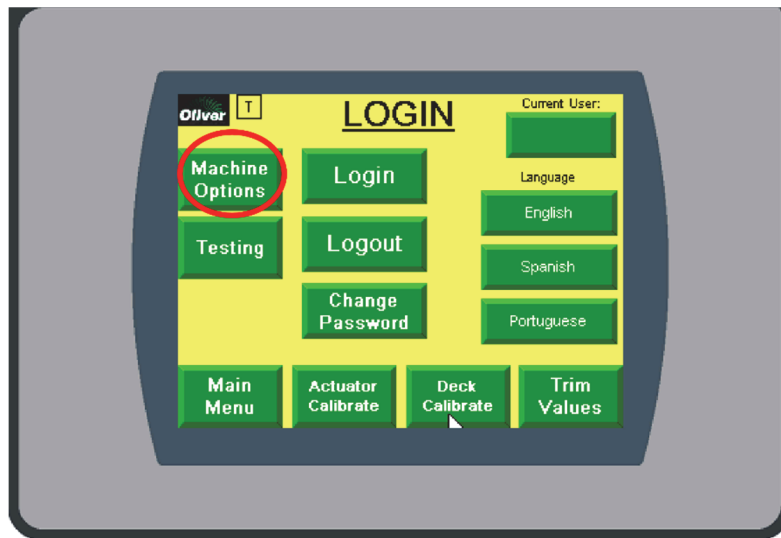 Oliver
T
LOGIN
Current User:
Machine
Options
Login
Language
English
Testing
Logout
Spanish
Change
Password
Portuguese
Main
Menu
Actuator
Calibrate
Deck
Calibrate
Trim
Values